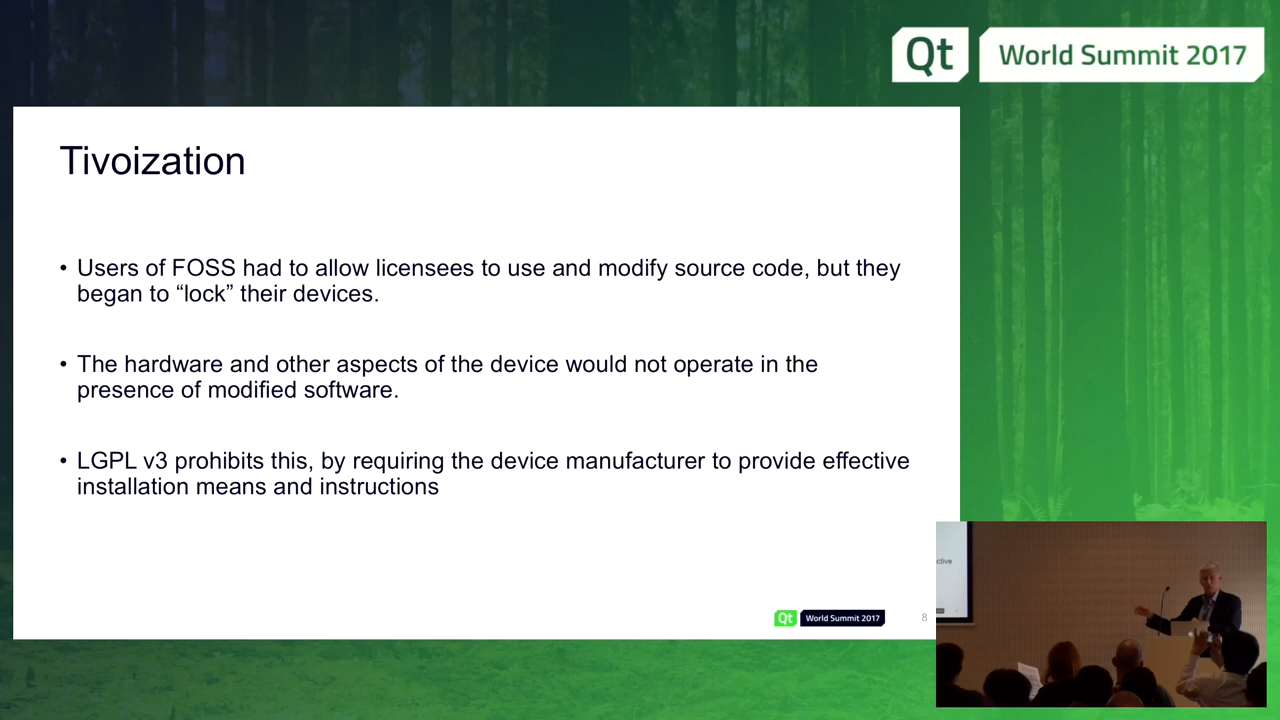 Qt World Summit 2017
Tivoization
• Users of FOSS had to allow licensees to use and modify source code, but they
began to “lock” their devices.
• The hardware and other aspects of the device would not operate in the
presence of modified software.
• LGPL v3 prohibits this, by requiring the device manufacturer to provide effective
installation means and instructions
Qt World Summit 2017
8
ctive